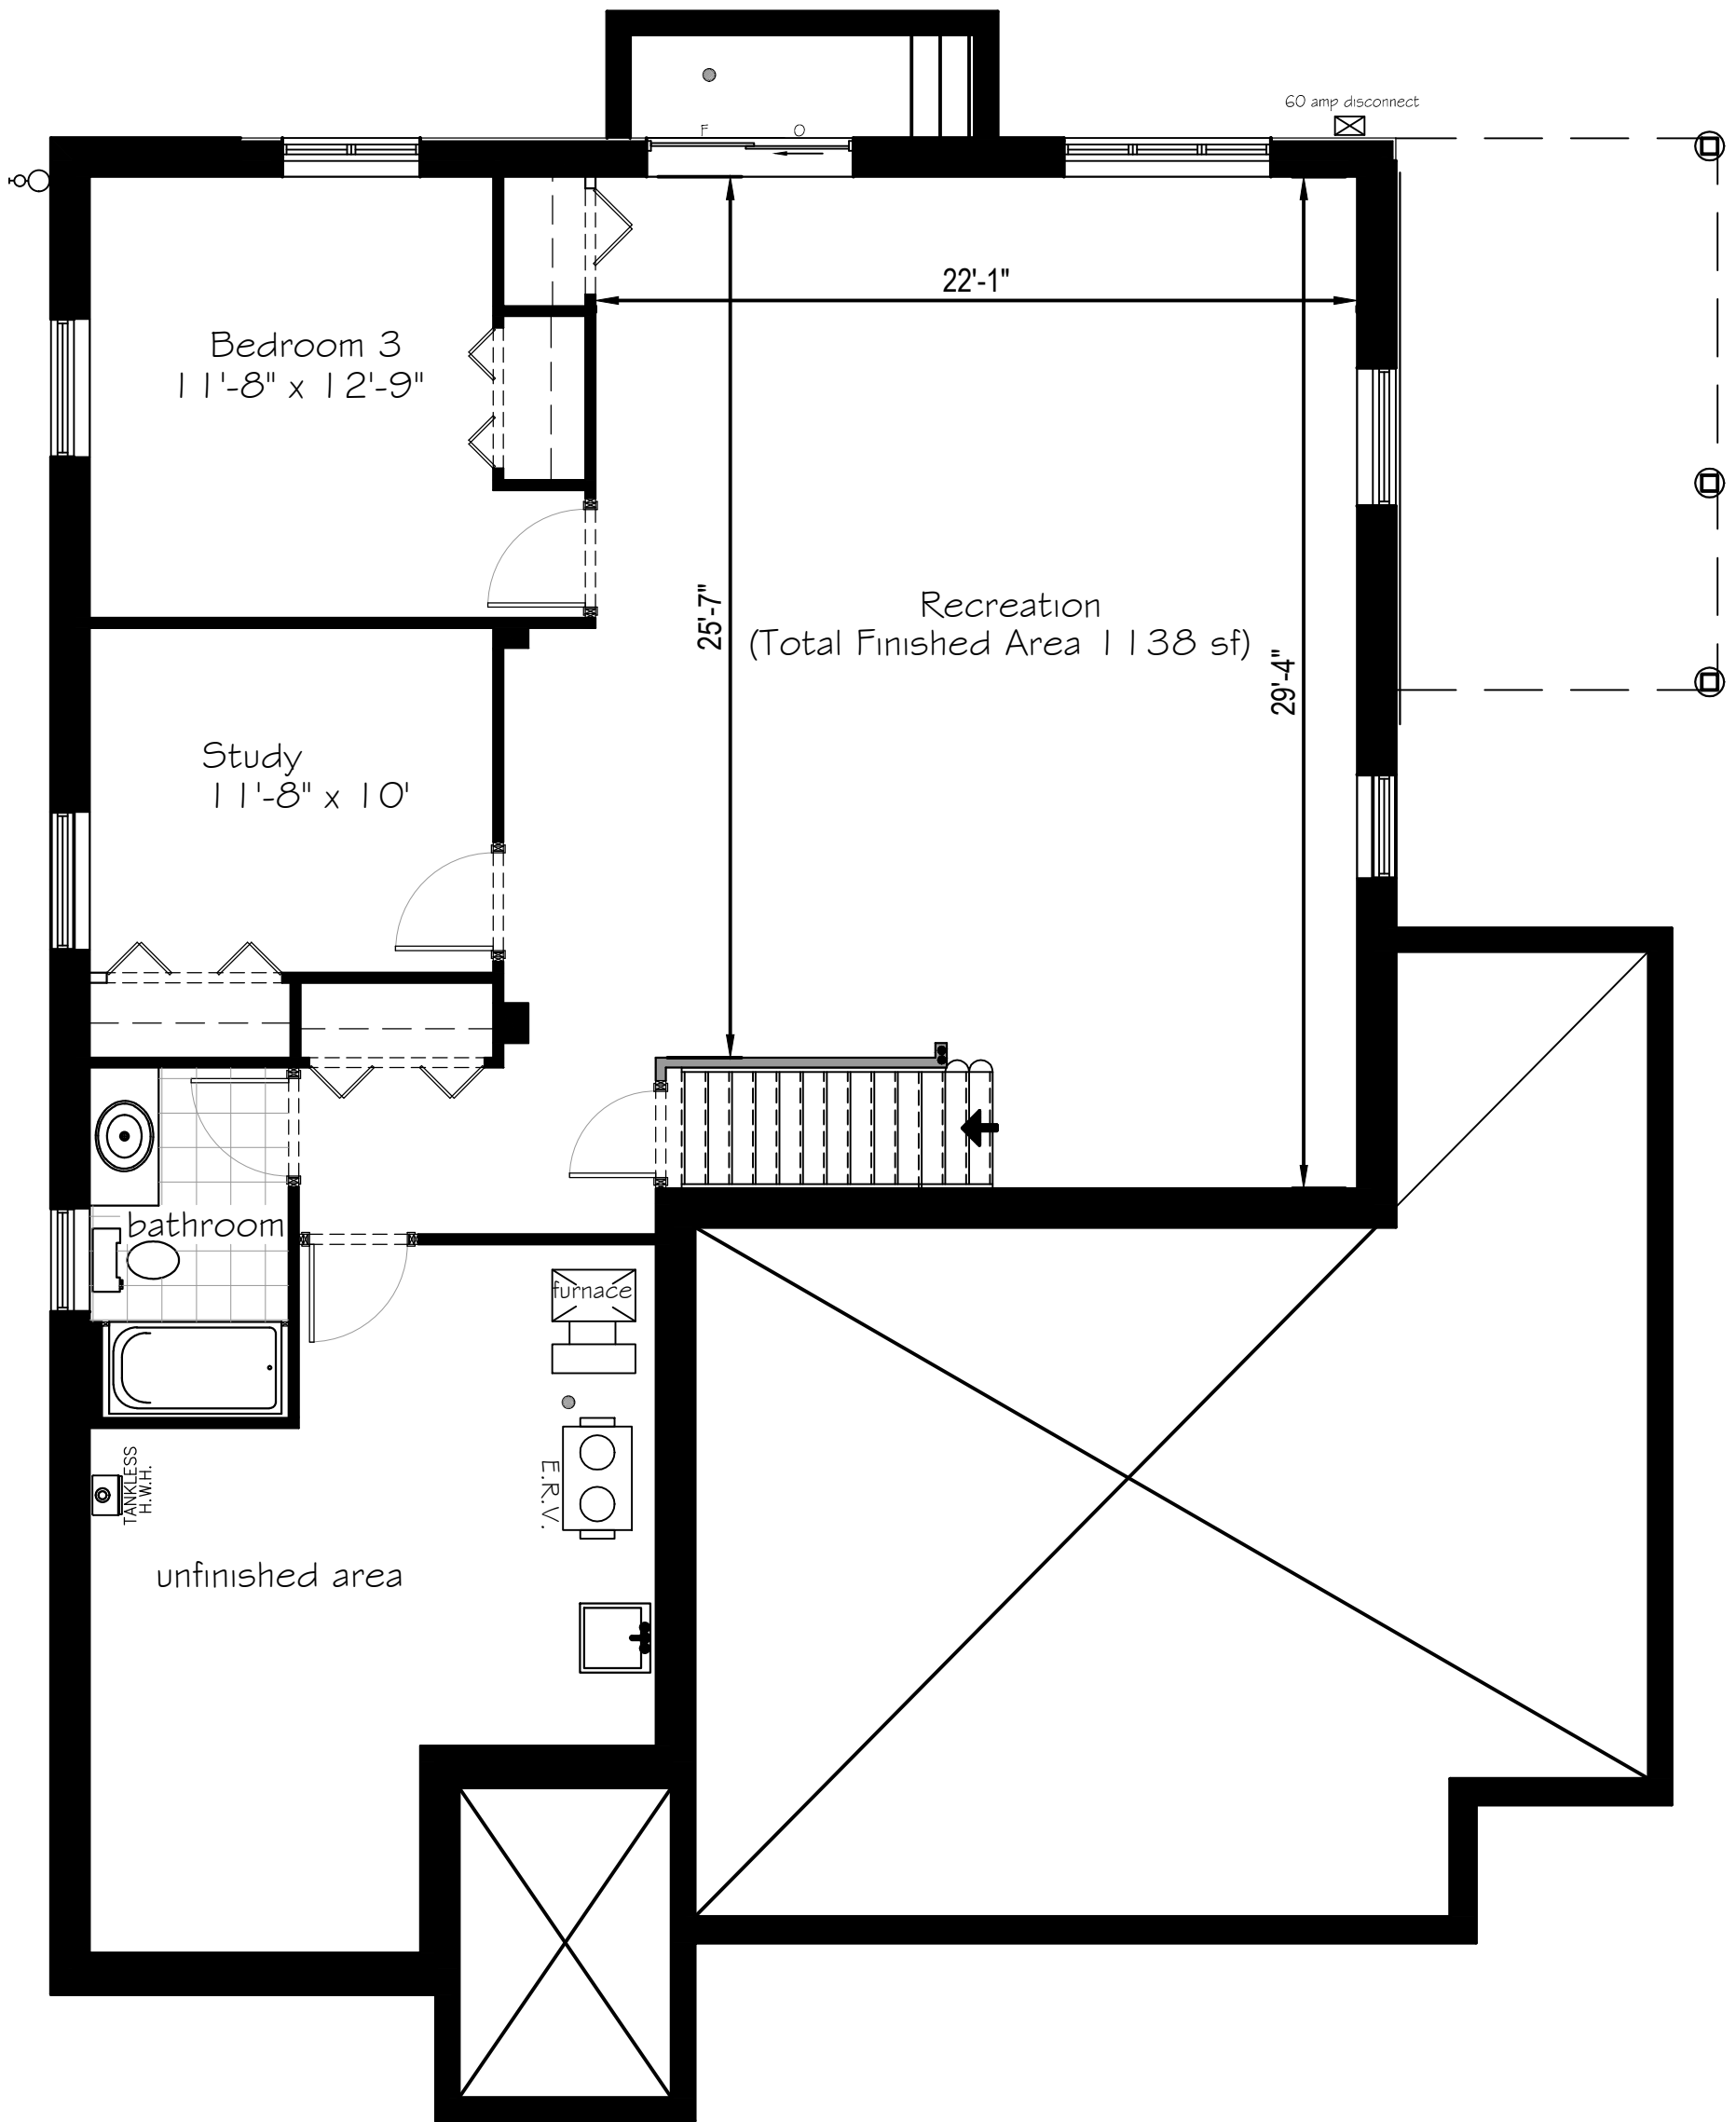 60 amp disconnect
F O
22'-1"
Bedroom 3
11'-8" x 12'-9"
25'-7"
Recreation
(Total Finished Area 1138 sf)
29'-4"
Study
11'-8" x 10'
bathroom
furnace
TANKLESS
H.W.H.
E.R.V.
unfinished area